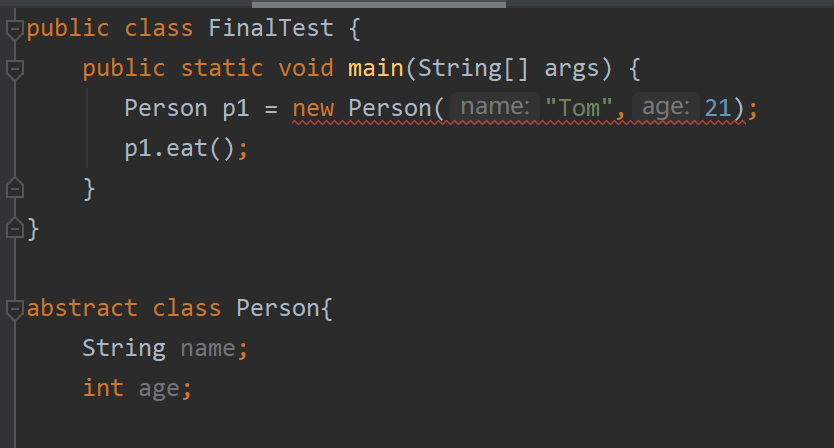 public class FinalTest {
public static void main(String[] args) {
Person p1 = new Person( name: "Tom", age: 21);
p1.eat();
}
}
abstract class Person{
String name;
int age;